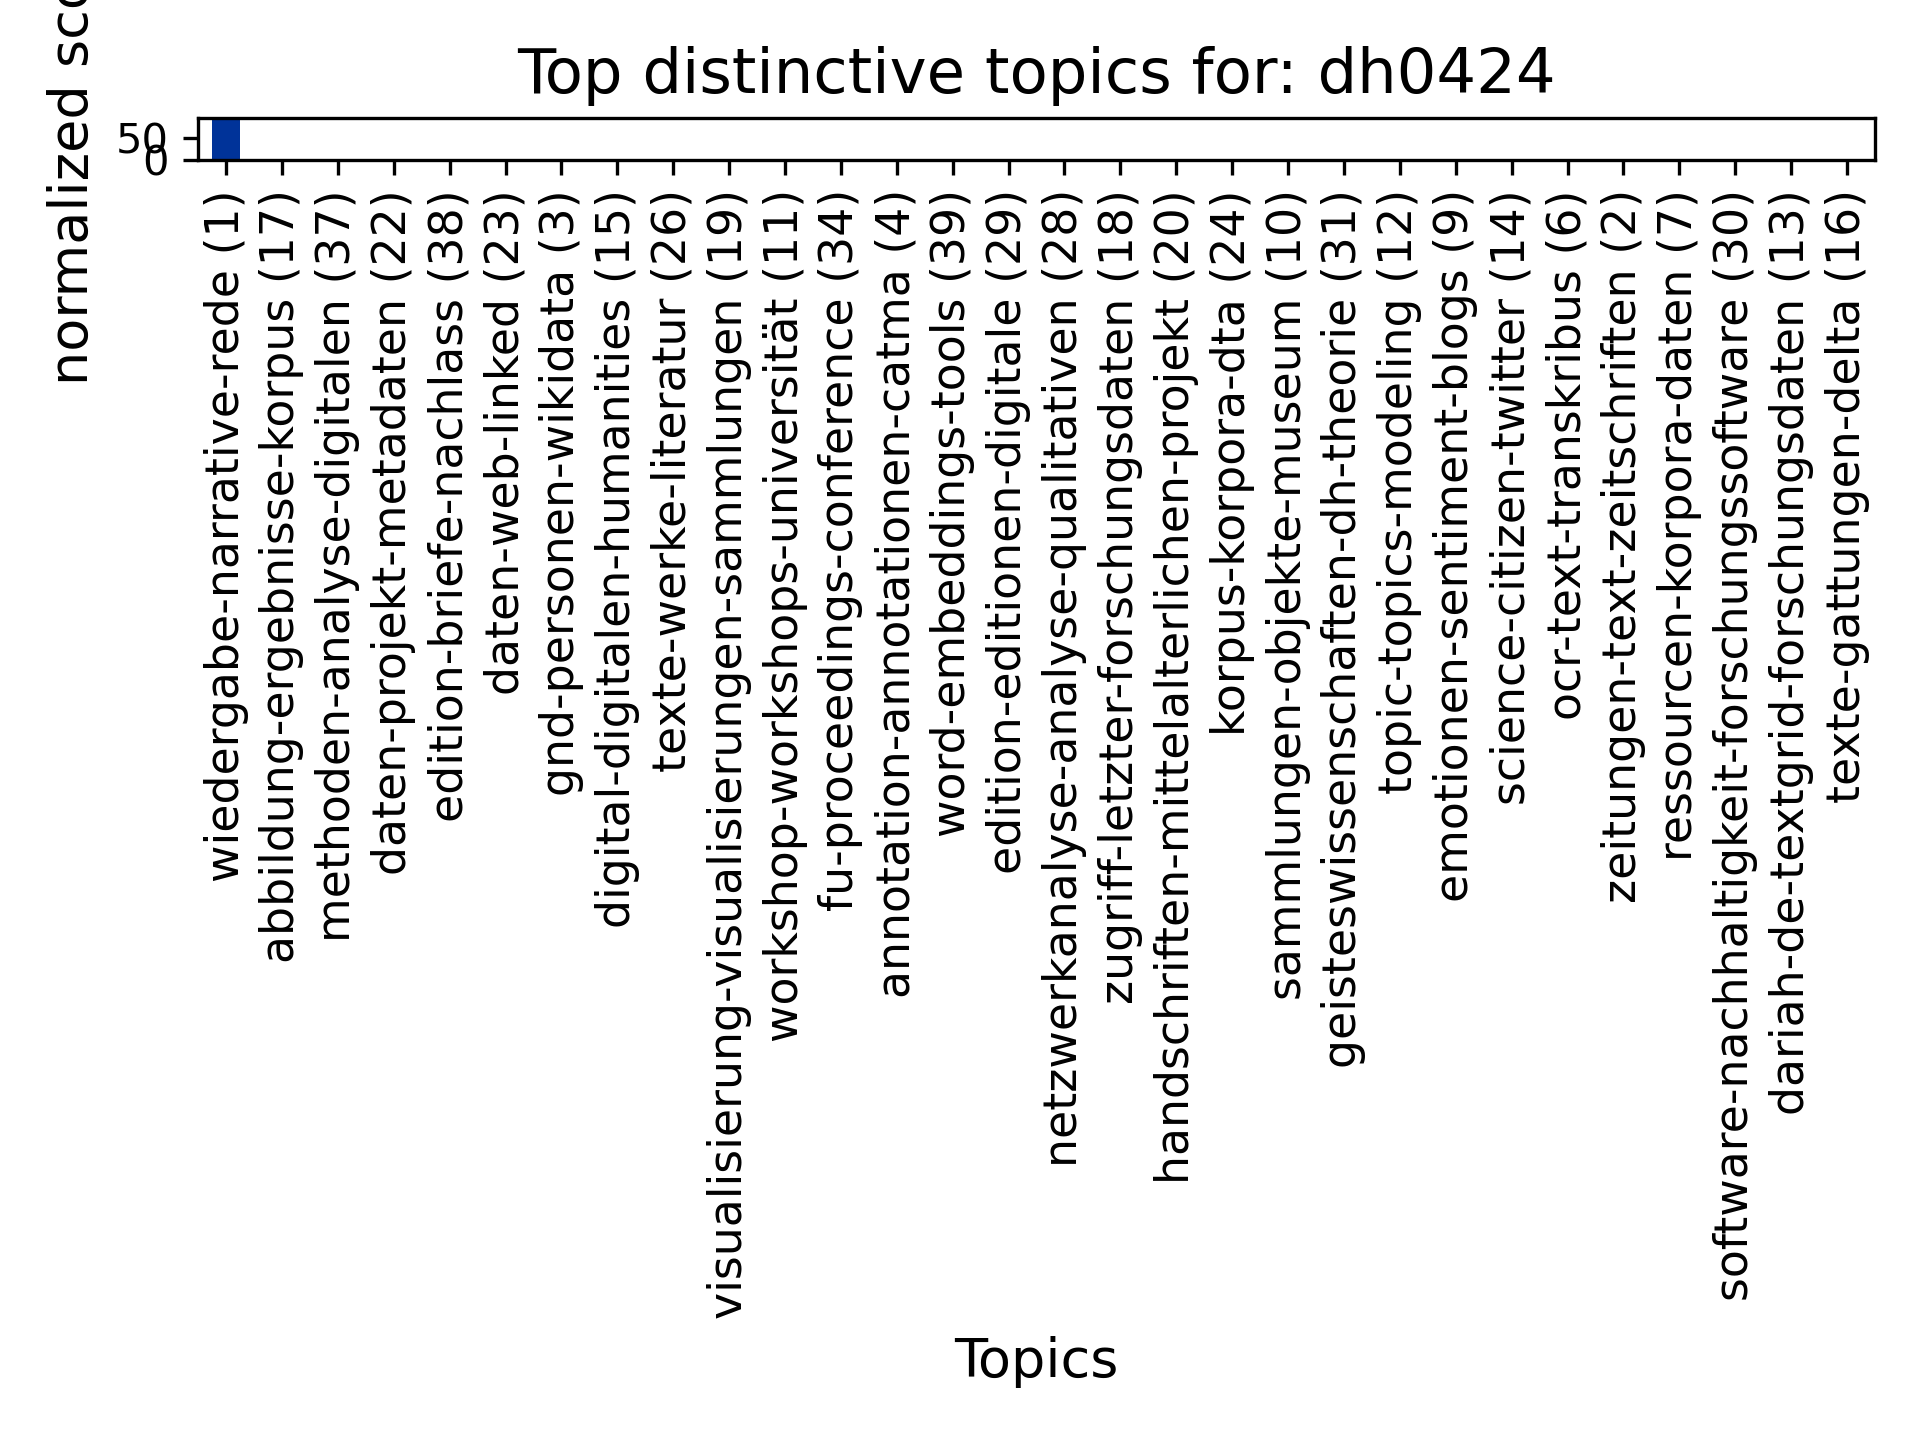 Top distinctive topics for: dh0424
normalized
50
0
wiedergabe-narrative-rede (1)
abbildung-ergebnisse-korpus (17)
methoden-analyse-digitalen (37)
daten-projekt-metadaten (22)
edition-briefe-nachlass (38)
daten-web-linked (23)
gnd-personen-wikidata (3)
digital-digitalen-humanities (15)
texte-werke-literatur (26)
visualisierung-visualisierungen-sammlungen (19)
workshop-workshops-universität (11)
fu-proceedings-conference (34)
annotation-annotationen-catma (4)
word-embeddings-tools (39)
edition-editionen-digitale (29)
netzwerkanalyse-analyse-qualitativen (28)
zugriff-letzter-forschungsdaten (18)
handschriften-mittelalterlichen-projekt (20)
korpus-korpora-dta (24)
sammlungen-objekte-museum (10)
geisteswissenschaften-dh-theorie (31)
topic-topics-modeling (12)
emotionen-sentiment-blogs (9)
science-citizen-twitter (14)
ocr-text-transkribus (6)
zeitungen-text-zeitschriften (2)
ressourcen-korpora-daten (7)
software-nachhaltigkeit-forschungssoftware (30)
dariah-de-textgrid-forschungsdaten (13)
texte-gattungen-delta (16)
Topics